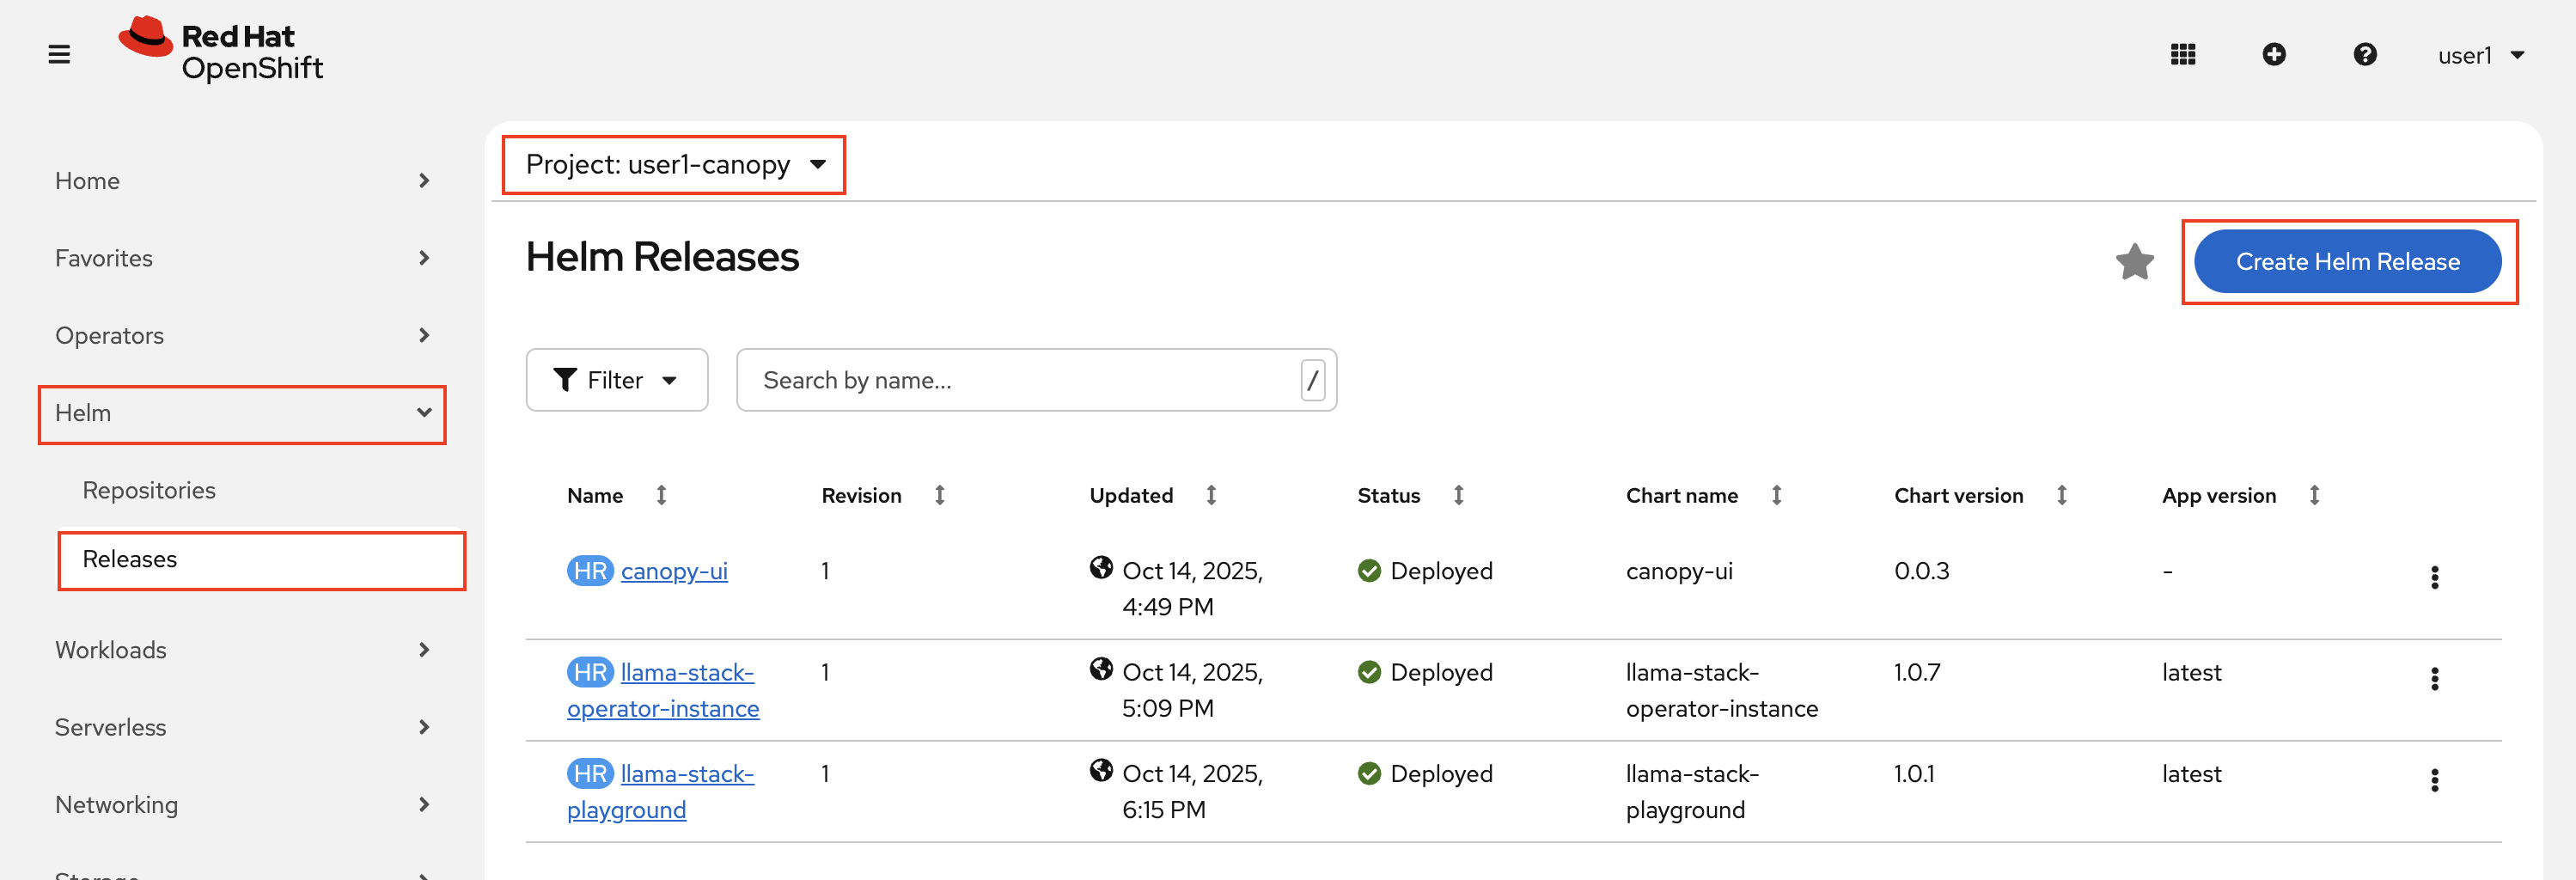 Red Hat
OpenShift
user1
Project: user1-canopy
Home
Favorites
Operators
Helm
Repositories
Releases
Workloads
Serverless
Networking
Storage
Helm Releases
Create Helm Release
Filter
Search by name...
/
Name Revision Updated Status Chart name Chart version App version
HR canopy-ui 1 Oct 14, 2025, Deployed canopy-ui 0.0.3 -
4:49 PM
HR llama-stack- 1 Oct 14, 2025, Deployed llama-stack- 1.0.7 latest
operator-instance 5:09 PM operator-instance
HR llama-stack- 1 Oct 14, 2025, Deployed llama-stack- 1.0.1 latest
playground 6:15 PM playground